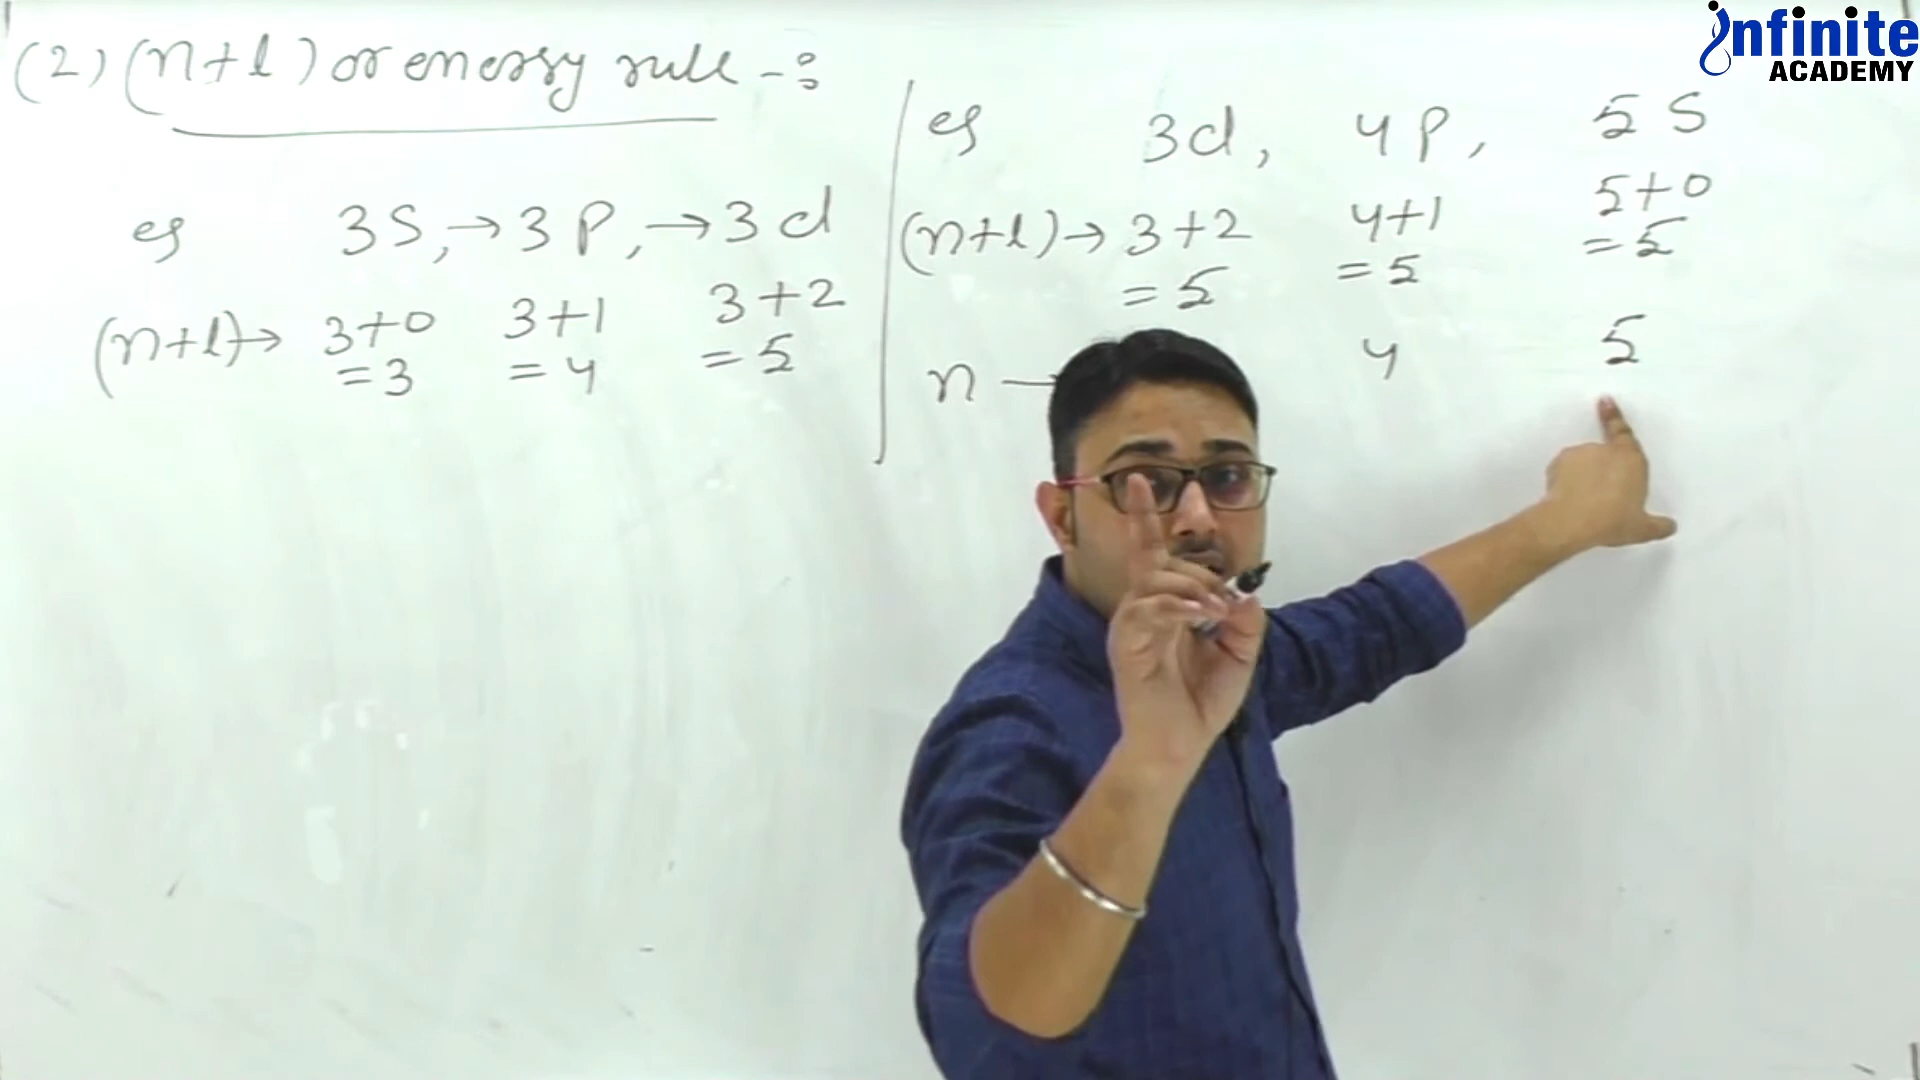 (2) (n+l) or energy rule -:
eg 3S, → 3P, → 3d
(n+l) → 3+0 3+1 3+2
=3 =4 =5
eg 3d, 4P, 5S
(n+l) → 3+2 4+1 5+0
=5 =5 =5
n → 4 5
infinite
ACADEMY